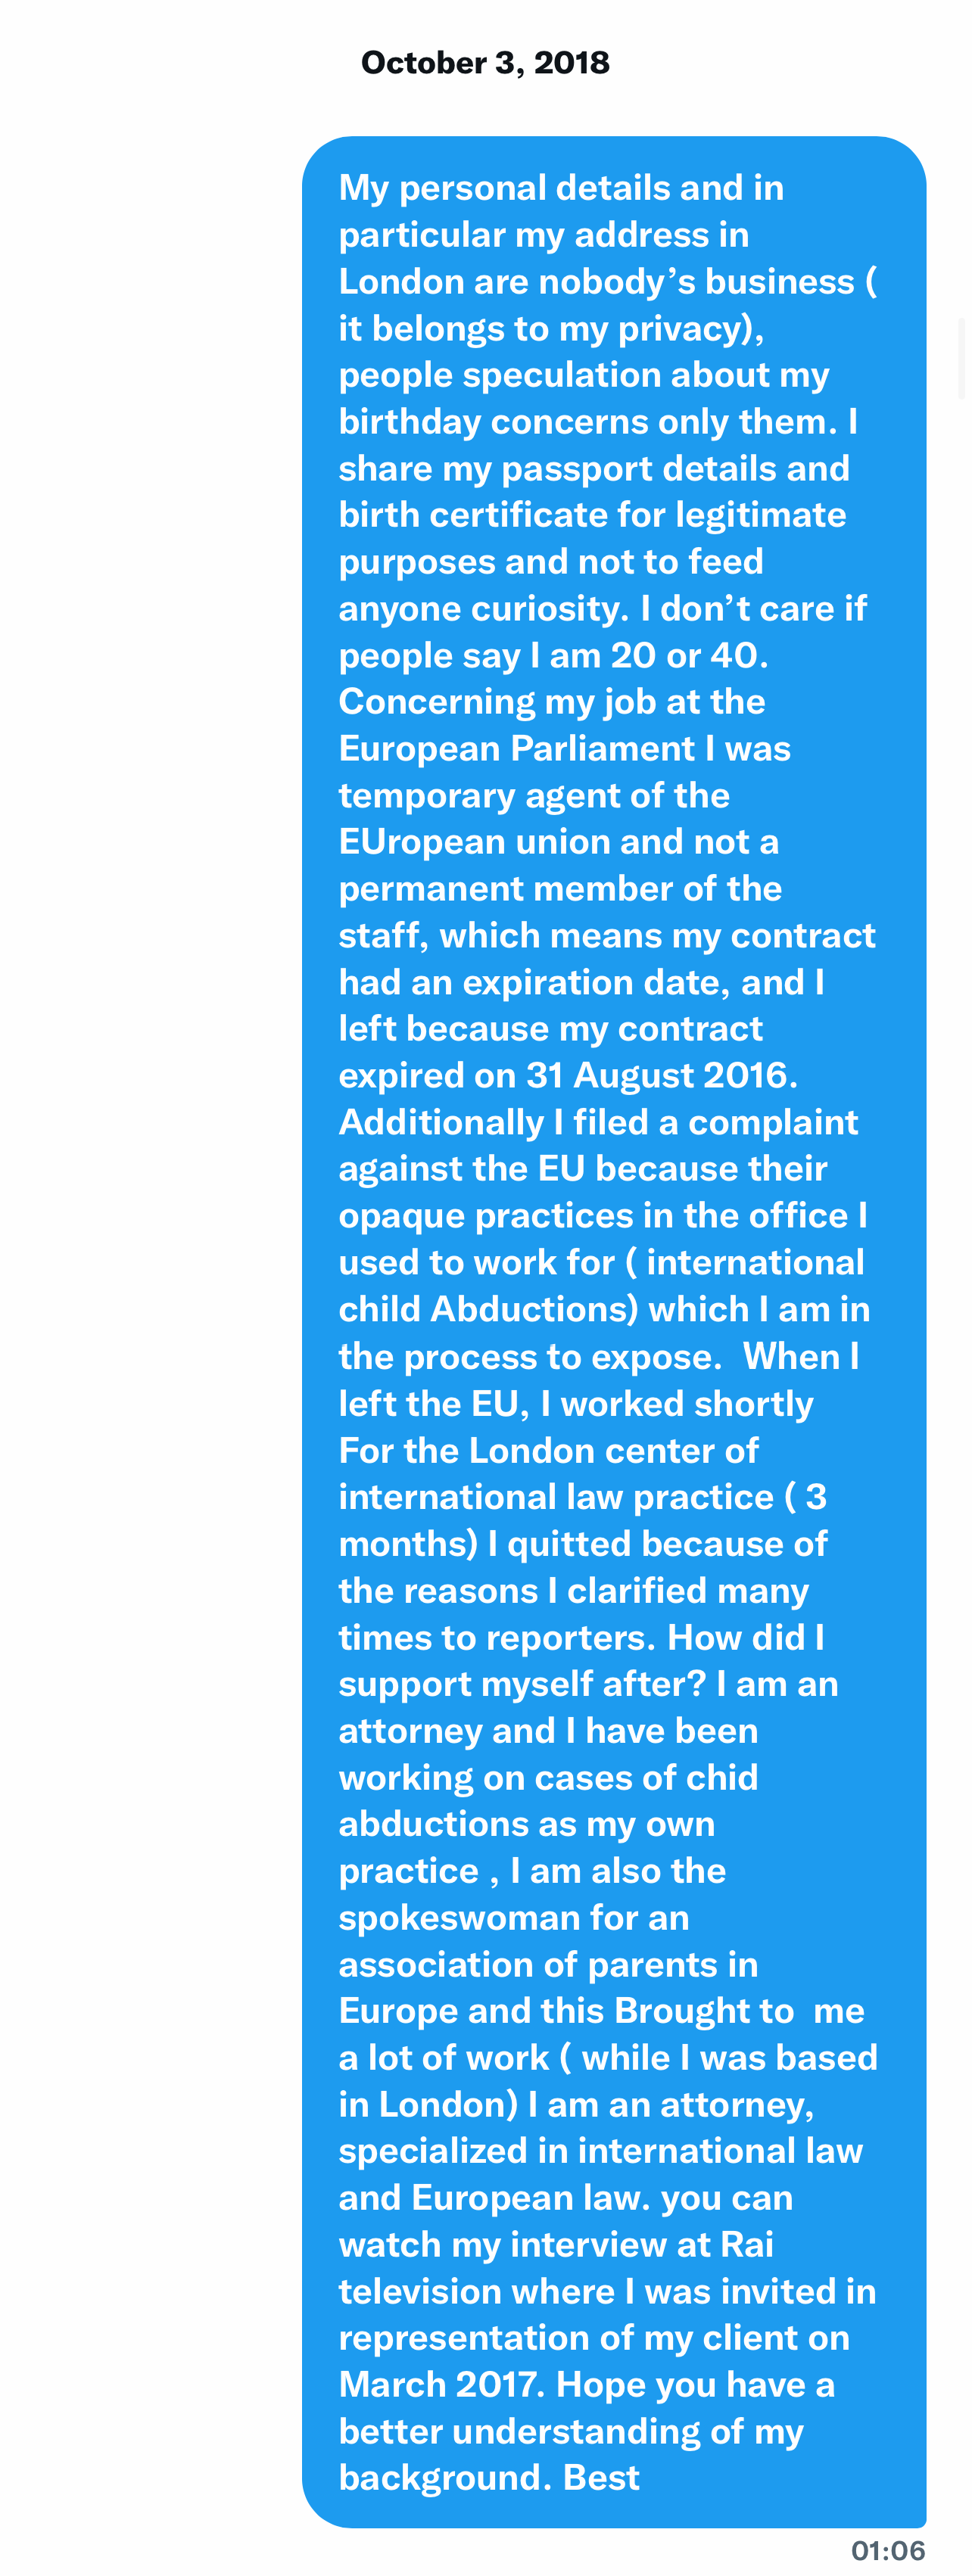 October 3, 2018
My personal details and in
particular my address in
London are nobody’s business (
it belongs to my privacy),
people speculation about my
birthday concerns only them. I
share my passport details and
birth certificate for legitimate
purposes and not to feed
anyone curiosity. I don’t care if
people say I am 20 or 40.
Concerning my job at the
European Parliament I was
temporary agent of the
EUropean union and not a
permanent member of the
staff, which means my contract
had an expiration date, and I
left because my contract
expired on 31 August 2016.
Additionally I filed a complaint
against the EU because their
opaque practices in the office I
used to work for ( international
child Abductions) which I am in
the process to expose.  When I
left the EU, I worked shortly
For the London center of
international law practice ( 3
months) I quitted because of
the reasons I clarified many
times to reporters. How did I
support myself after? I am an
attorney and I have been
working on cases of chid
abductions as my own
practice , I am also the
spokeswoman for an
association of parents in
Europe and this Brought to  me
a lot of work ( while I was based
in London) I am an attorney,
specialized in international law
and European law. you can
watch my interview at Rai
television where I was invited in
representation of my client on
March 2017. Hope you have a
better understanding of my
background. Best
01:06